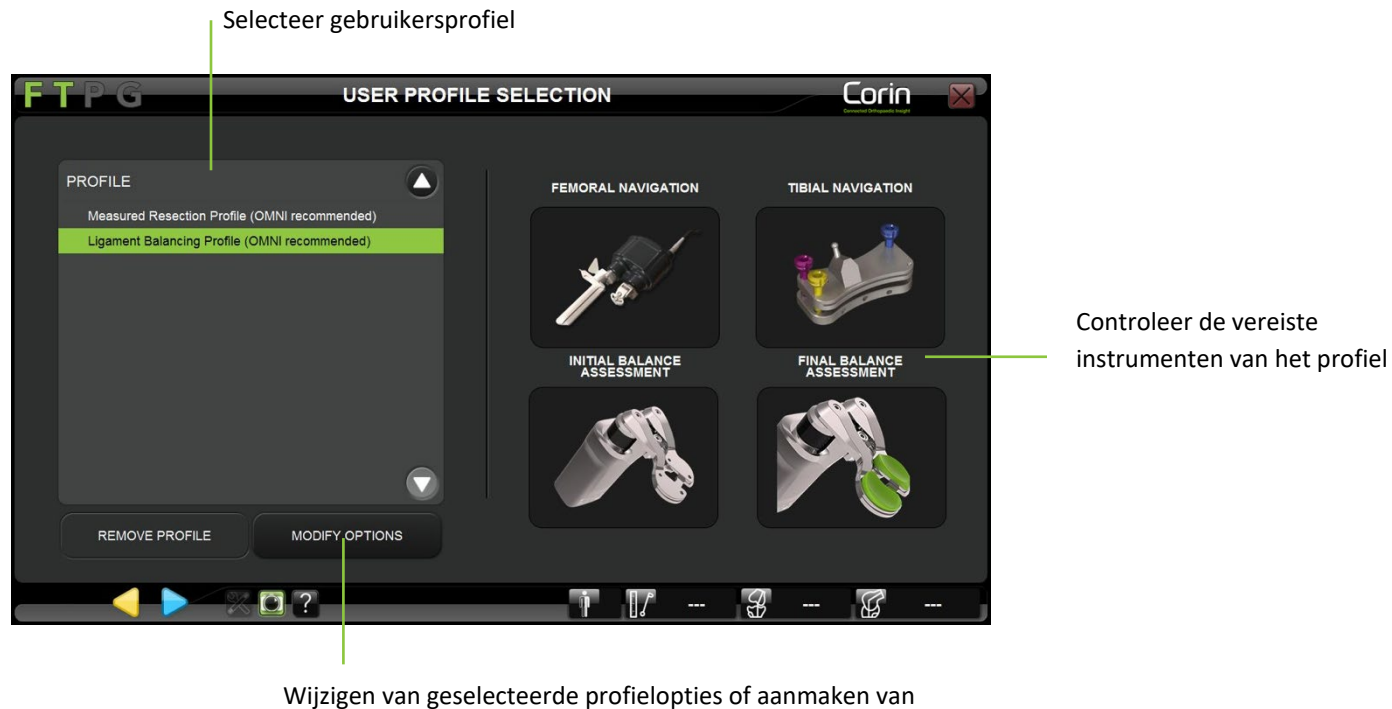 Selecteer gebruikersprofiel
F T P G
USER PROFILE SELECTION
Corin
Connected Orthopaedic Insight
PROFILE
Measured Resection Profile (OMNI recommended)
Ligament Balancing Profile (OMNI recommended)
REMOVE PROFILE
MODIFY OPTIONS
FEMORAL NAVIGATION
TIBIAL NAVIGATION
INITIAL BALANCE
ASSESSMENT
FINAL BALANCE
ASSESSMENT
Controleer de vereiste
instrumenten van het profiel
?
---
---
---
Wijzigen van geselecteerde profielopties of aanmaken van